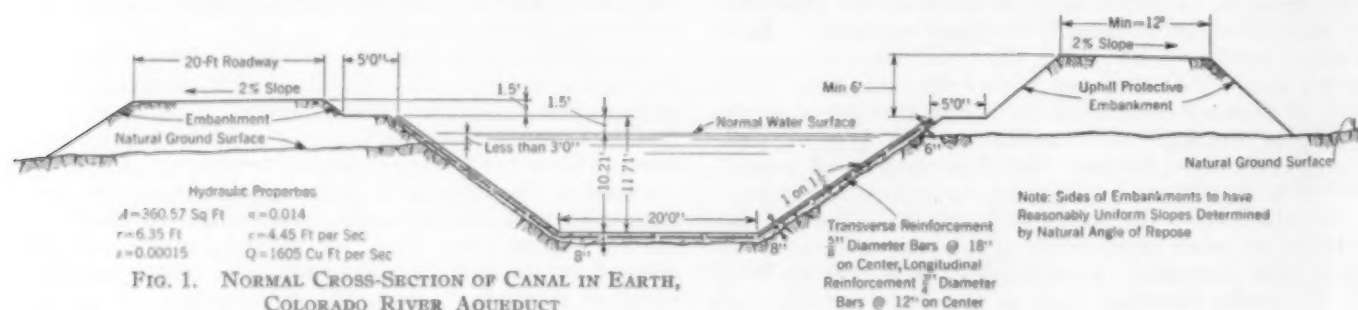 Min=12'
2% Slope
20-Ft Roadway
5'0"
2% Slope
1.5'
1.5'
Min 6'
5'0"
Uphill Protective
Embankment
Embankment
Natural Ground Surface
Normal Water Surface
Less than 3'0"
10.21'
11.71'
6"
1 on 1½
Natural Ground Surface
20'0"
8"
8"
Hydraulic Properties
A=360.57 Sq Ft n=0.014
r=6.35 Ft v=4.45 Ft per Sec
s=0.00015 Q=1605 Cu Ft per Sec
Transverse Reinforcement
⅝" Diameter Bars @ 18"
on Center, Longitudinal
Reinforcement ¾" Diameter
Bars @ 12" on Center
Note: Sides of Embankments to have
Reasonably Uniform Slopes Determined
by Natural Angle of Repose
FIG. 1. NORMAL CROSS-SECTION OF CANAL IN EARTH,
COLORADO RIVER AQUEDUCT